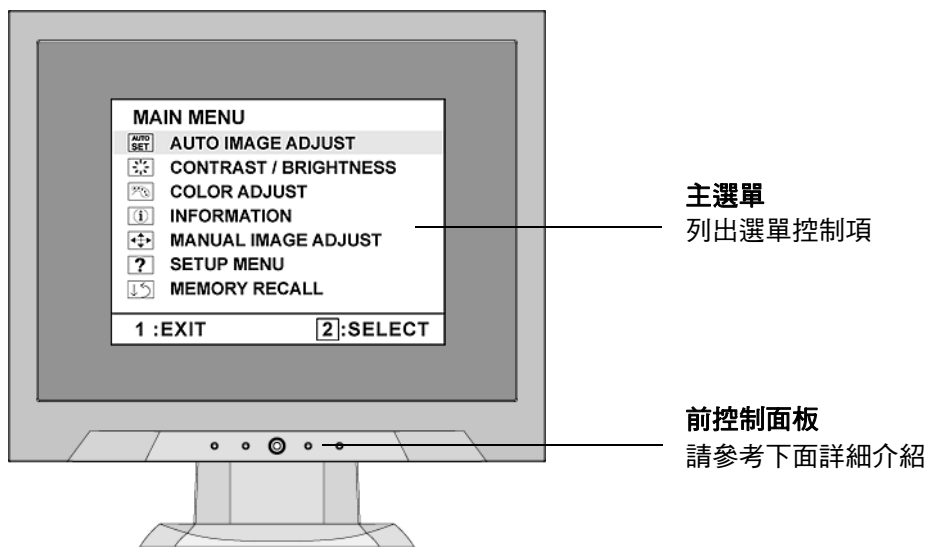 MAIN MENU
AUTO SET AUTO IMAGE ADJUST
CONTRAST / BRIGHTNESS
COLOR ADJUST
INFORMATION
MANUAL IMAGE ADJUST
? SETUP MENU
MEMORY RECALL
1 :EXIT 2 :SELECT
主選單
列出選單控制項
前控制面板
請參考下面詳細介紹